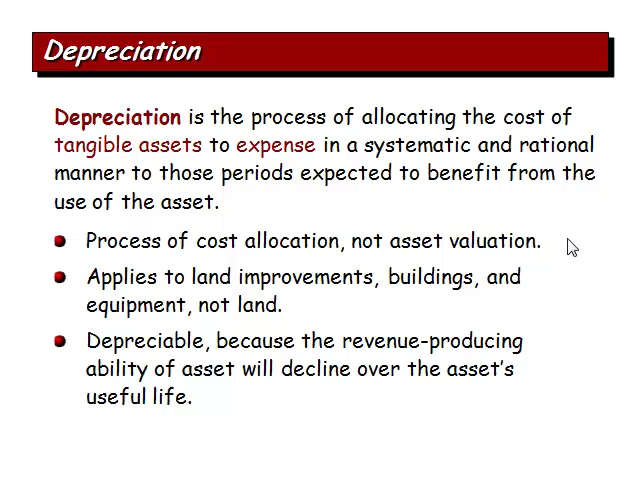 Depreciation
Depreciation is the process of allocating the cost of
tangible assets to expense in a systematic and rational
manner to those periods expected to benefit from the
use of the asset.
Process of cost allocation, not asset valuation.
Applies to land improvements, buildings, and
equipment, not land.
Depreciable, because the revenue-producing
ability of asset will decline over the asset's
useful life.